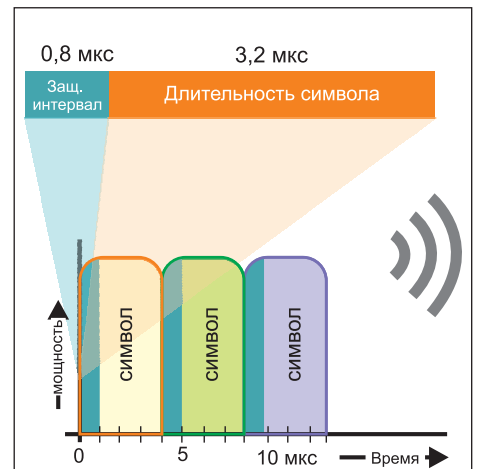 0,8 мкс 3,2 мкс
Защ.
интервал
Длительность символа
мощность
символ
символ
символ
0 5 10 мкс
Время